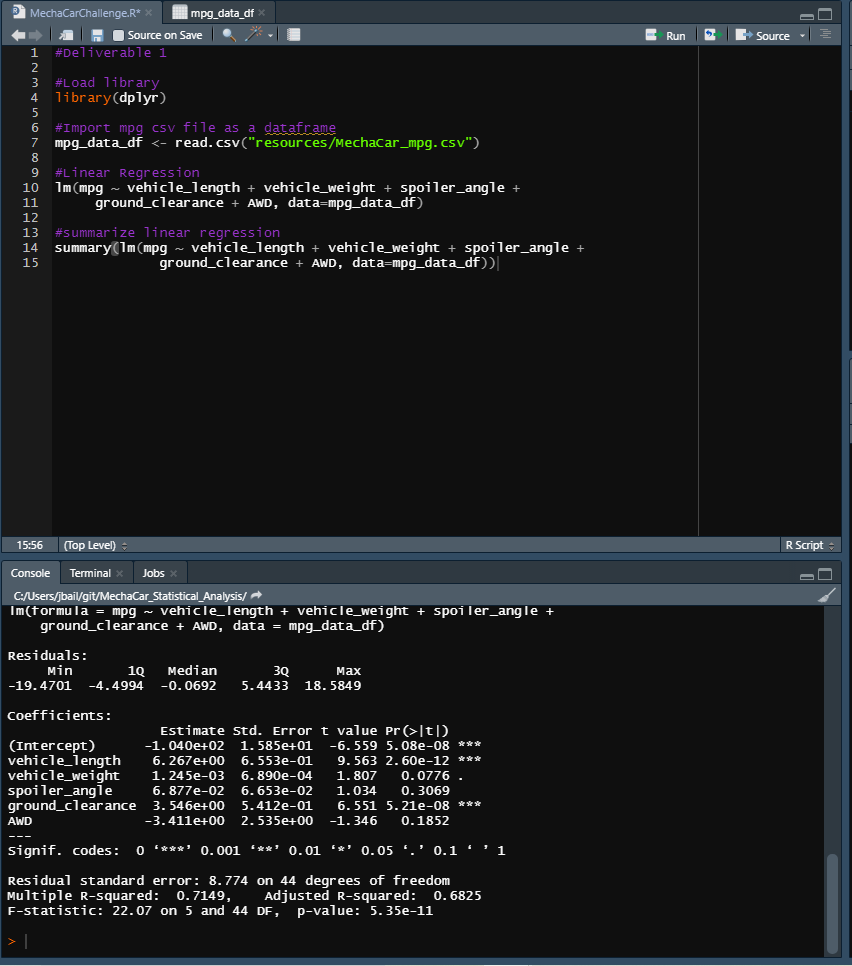 MechaCarChallenge.R* mpg_data_df
Source on Save Run Source
1 #Deliverable 1
2
3 #Load library
4 library(dplyr)
5
6 #Import mpg csv file as a dataframe
7 mpg_data_df <- read.csv("resources/MechaCar_mpg.csv")
8
9 #Linear Regression
10 lm(mpg ~ vehicle_length + vehicle_weight + spoiler_angle +
11 ground_clearance + AWD, data=mpg_data_df)
12
13 #summarize linear regression
14 summary(lm(mpg ~ vehicle_length + vehicle_weight + spoiler_angle +
15 ground_clearance + AWD, data=mpg_data_df))
15:56 (Top Level) R Script
Console Terminal Jobs
C:/Users/jbail/git/MechaCar_Statistical_Analysis/
lm(formula = mpg ~ vehicle_length + vehicle_weight + spoiler_angle +
ground_clearance + AWD, data = mpg_data_df)
Residuals:
Min 1Q Median 3Q Max
-19.4701 -4.4994 -0.0692 5.4433 18.5849
Coefficients:
Estimate Std. Error t value Pr(>|t|)
(Intercept) -1.040e+02 1.585e+01 -6.559 5.08e-08 ***
vehicle_length 6.267e+00 6.553e-01 9.563 2.60e-12 ***
vehicle_weight 1.245e-03 6.890e-04 1.807 0.0776 .
spoiler_angle 6.877e-02 6.653e-02 1.034 0.3069
ground_clearance 3.546e+00 5.412e-01 6.551 5.21e-08 ***
AWD -3.411e+00 2.535e+00 -1.346 0.1852
---
Signif. codes: 0 ‘***’ 0.001 ‘**’ 0.01 ‘*’ 0.05 ‘.’ 0.1 ‘ ’ 1
Residual standard error: 8.774 on 44 degrees of freedom
Multiple R-squared: 0.7149, Adjusted R-squared: 0.6825
F-statistic: 22.07 on 5 and 44 DF, p-value: 5.35e-11
>